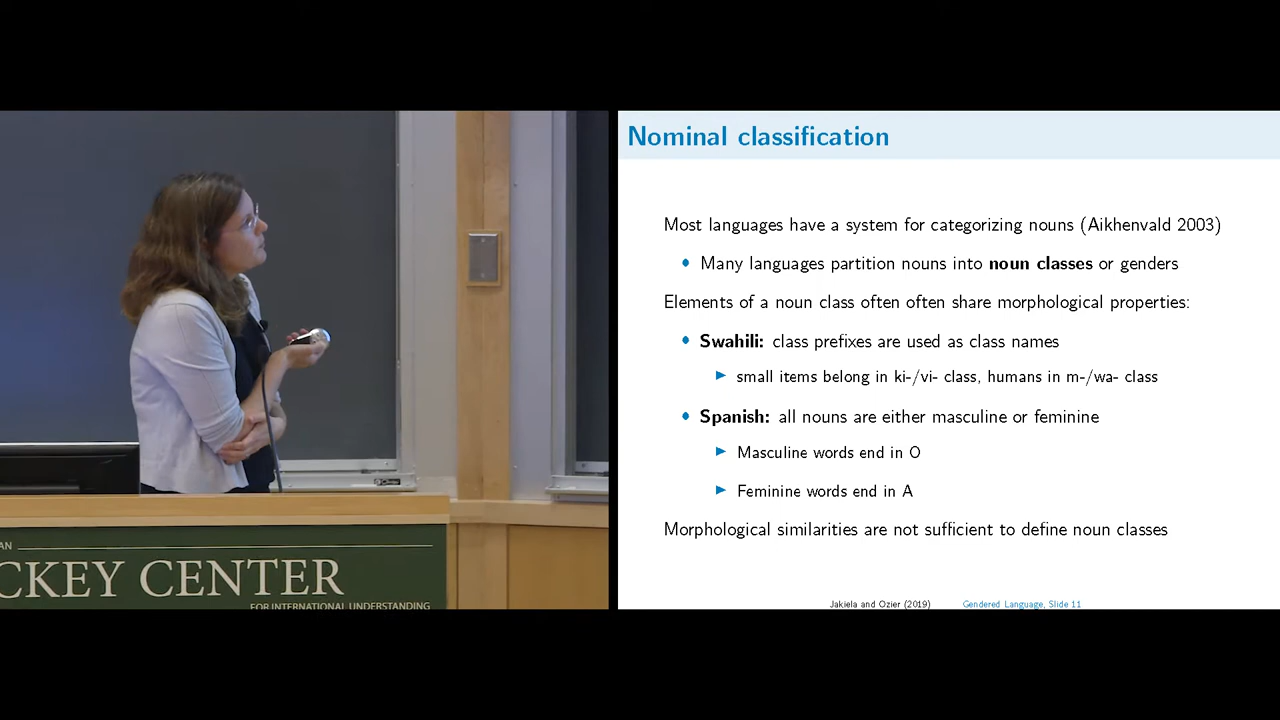 Nominal classification
Most languages have a system for categorizing nouns (Aikhenvald 2003)
• Many languages partition nouns into noun classes or genders
Elements of a noun class often often share morphological properties:
• Swahili: class prefixes are used as class names
▶ small items belong in ki-/vi- class, humans in m-/wa- class
• Spanish: all nouns are either masculine or feminine
▶ Masculine words end in O
▶ Feminine words end in A
Morphological similarities are not sufficient to define noun classes
Jakiela and Ozier (2019) Gendered Language, Slide 11
AN
CKEY CENTER
FOR INTERNATIONAL UNDERSTANDING